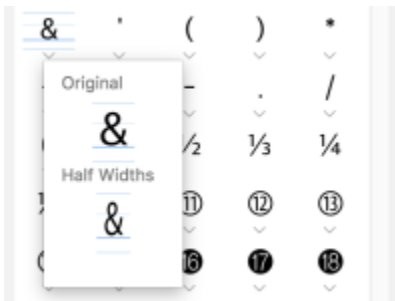 & ' ( ) *
Original
- . /
&
½ ⅓ ¼
Half Widths
⑪ ⑫ ⑬
&
⓰ ⓱ ⓲